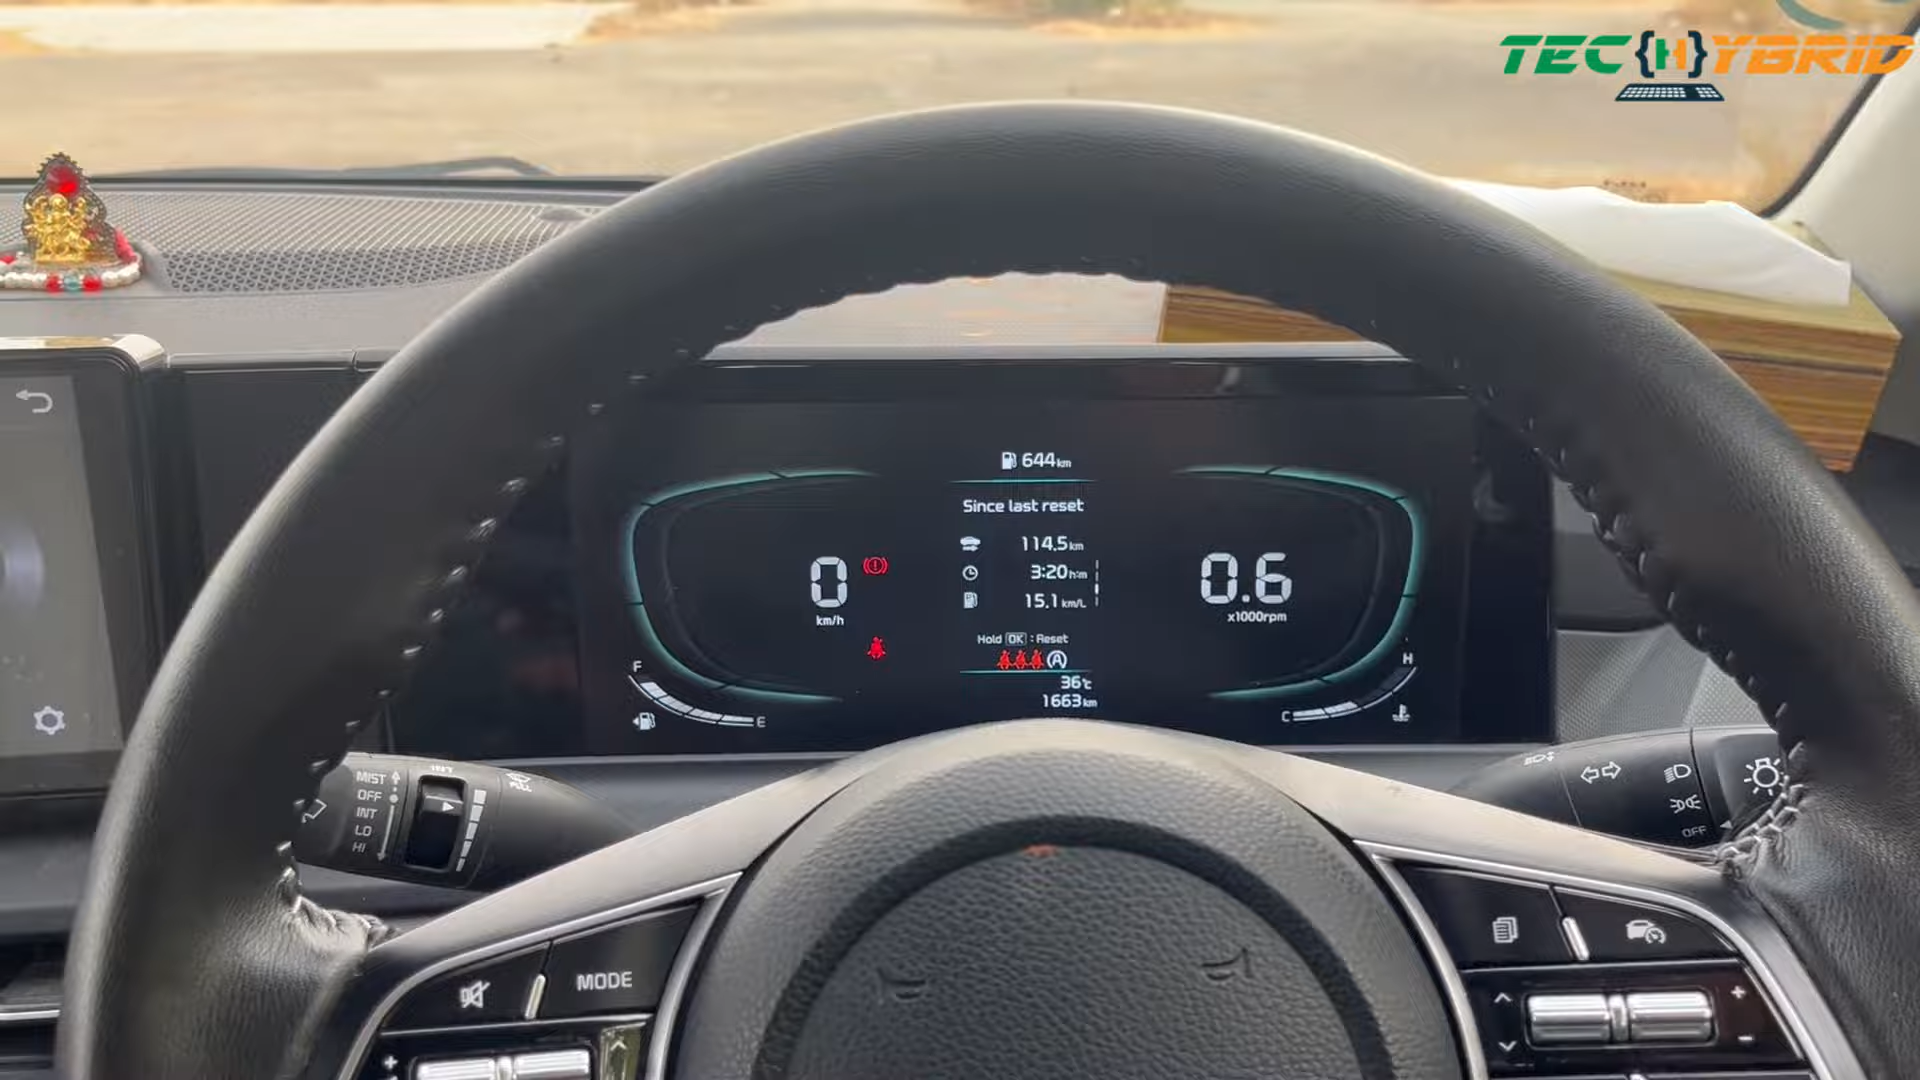 TEC{H}YBRID
644km
Since last reset
114.5km
3:20h:m
15.1km/L
Hold OK : Reset
A
36℃
1663km
0
km/h
0.6
x1000rpm
F
E
H
C
MIST
OFF
INT
LO
HI
INT
OFF
MODE
+
+
-